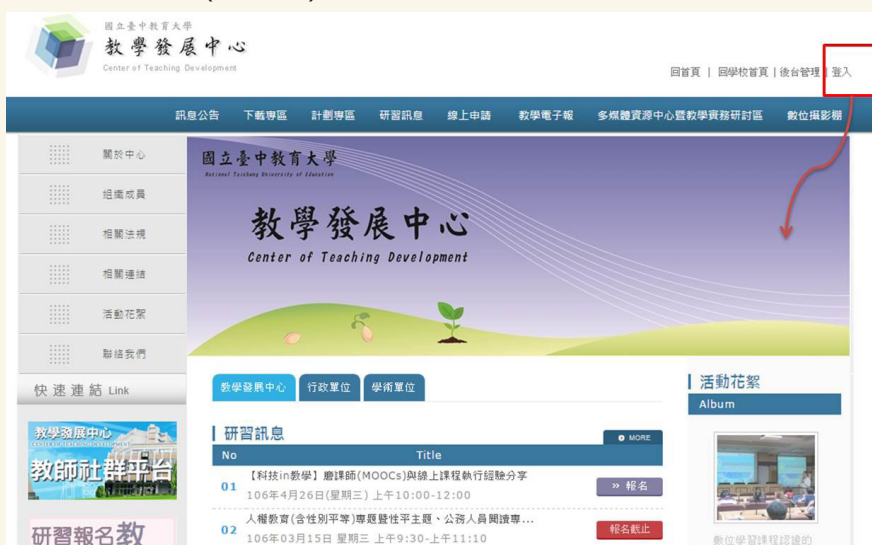 國立臺中教育大學
教學發展中心
Center of Teaching Development
回首頁 | 回學校首頁 | 後台管理 | 登入
訊息公告 下載專區 計劃專區 研習訊息 線上申請 教學電子報 多媒體資源中心暨教學實務研討區 數位攝影棚
關於中心
組織成員
相關法規
相關連結
活動花絮
聯絡我們
快速連結 Link
教學發展中心
教師社群平台
研習報名教
國立臺中教育大學
National Taichung University of Education
教學發展中心
Center of Teaching Development
教學發展中心 行政單位 學術單位
研習訊息
MORE
No Title
01 【科技in教學】磨課師(MOOCs)與線上課程執行經驗分享
106年4月26日(星期三) 上午10:00-12:00
» 報名
02 人權教育(含性別平等)專題暨性平主題、公務人員閱讀專...
106年03月15日 星期三 上午9:30-上午11:10
報名截止
活動花絮
Album
數位學習課程認證的